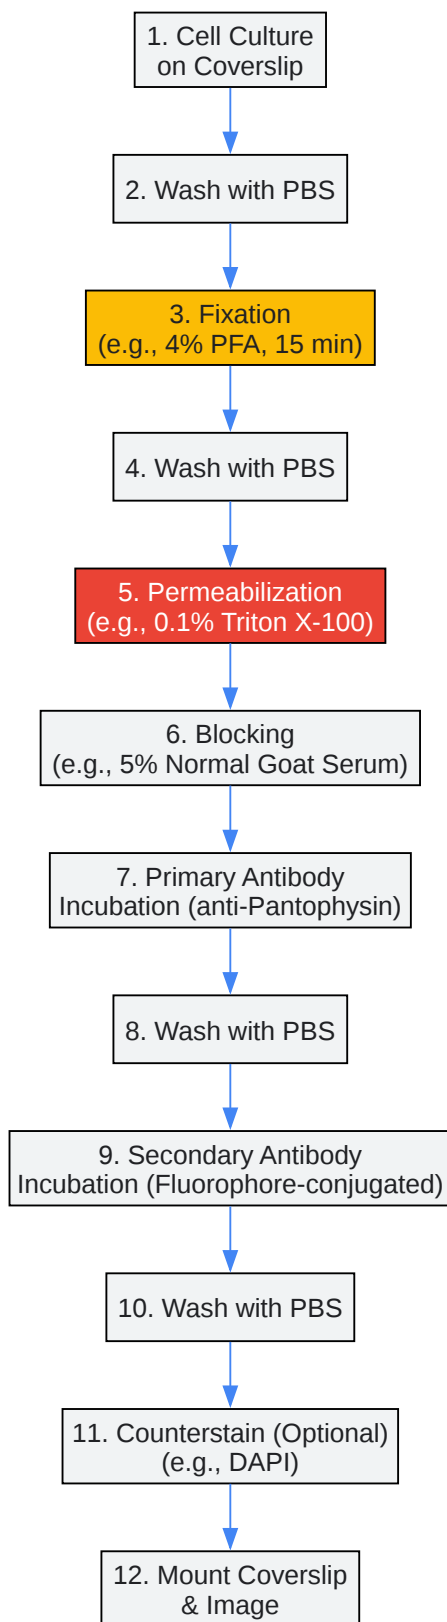 1. Cell Culture
on Coverslip
2. Wash with PBS
3. Fixation
(e.g., 4% PFA, 15 min)
4. Wash with PBS
5. Permeabilization
(e.g., 0.1% Triton X-100)
6. Blocking
(e.g., 5% Normal Goat Serum)
7. Primary Antibody
Incubation (anti-Pantophysin)
8. Wash with PBS
9. Secondary Antibody
Incubation (Fluorophore-conjugated)
10. Wash with PBS
11. Counterstain (Optional)
(e.g., DAPI)
12. Mount Coverslip
& Image